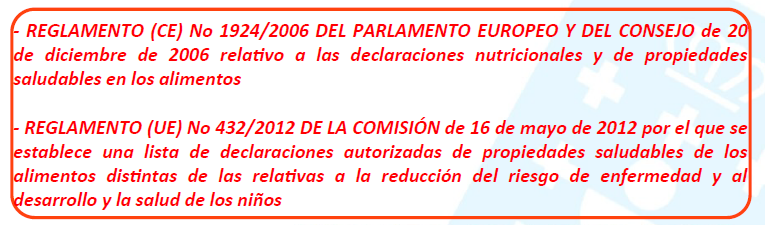 - REGLAMENTO (CE) No 1924/2006 DEL PARLAMENTO EUROPEO Y DEL CONSEJO de 20
de diciembre de 2006 relativo a las declaraciones nutricionales y de propiedades
saludables en los alimentos
- REGLAMENTO (UE) No 432/2012 DE LA COMISIÓN de 16 de mayo de 2012 por el que se
establece una lista de declaraciones autorizadas de propiedades saludables de los
alimentos distintas de las relativas a la reducción del riesgo de enfermedad y al
desarrollo y la salud de los niños